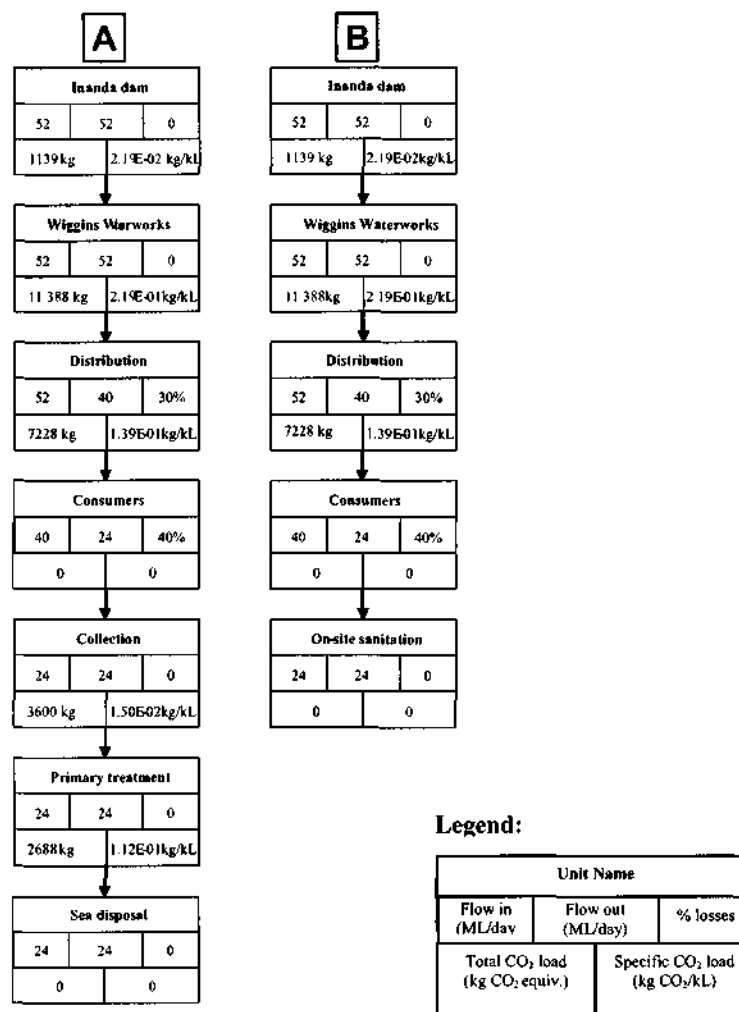 A
Inanda dam
52 52 0
1139 kg 2.19E-02 kg/kL
Wiggins Warworks
52 52 0
11 388 kg 2.19E-01kg/kL
Distribution
52 40 30%
7228 kg 1.39E-01kg/kL
Consumers
40 24 40%
0 0
Collection
24 24 0
3600 kg 1.50E-02kg/kL
Primary treatment
24 24 0
2688kg 1.12E-01kg/kL
Sea disposal
24 24 0
0 0
B
Inanda dam
52 52 0
1139 kg 2.19E-02kg/kL
Wiggins Waterworks
52 52 0
11 388kg 2 19E-01kg/kL
Distribution
52 40 30%
7228 kg 1.39E-01kg/kL
Consumers
40 24 40%
0 0
On-site sanitation
24 24 0
0 0
Legend:
Unit Name
Flow in Flow out % losses
(ML/day (ML/day)
Total CO₂ load Specific CO₂ load
(kg CO₂ equiv.) (kg CO₂/kL)